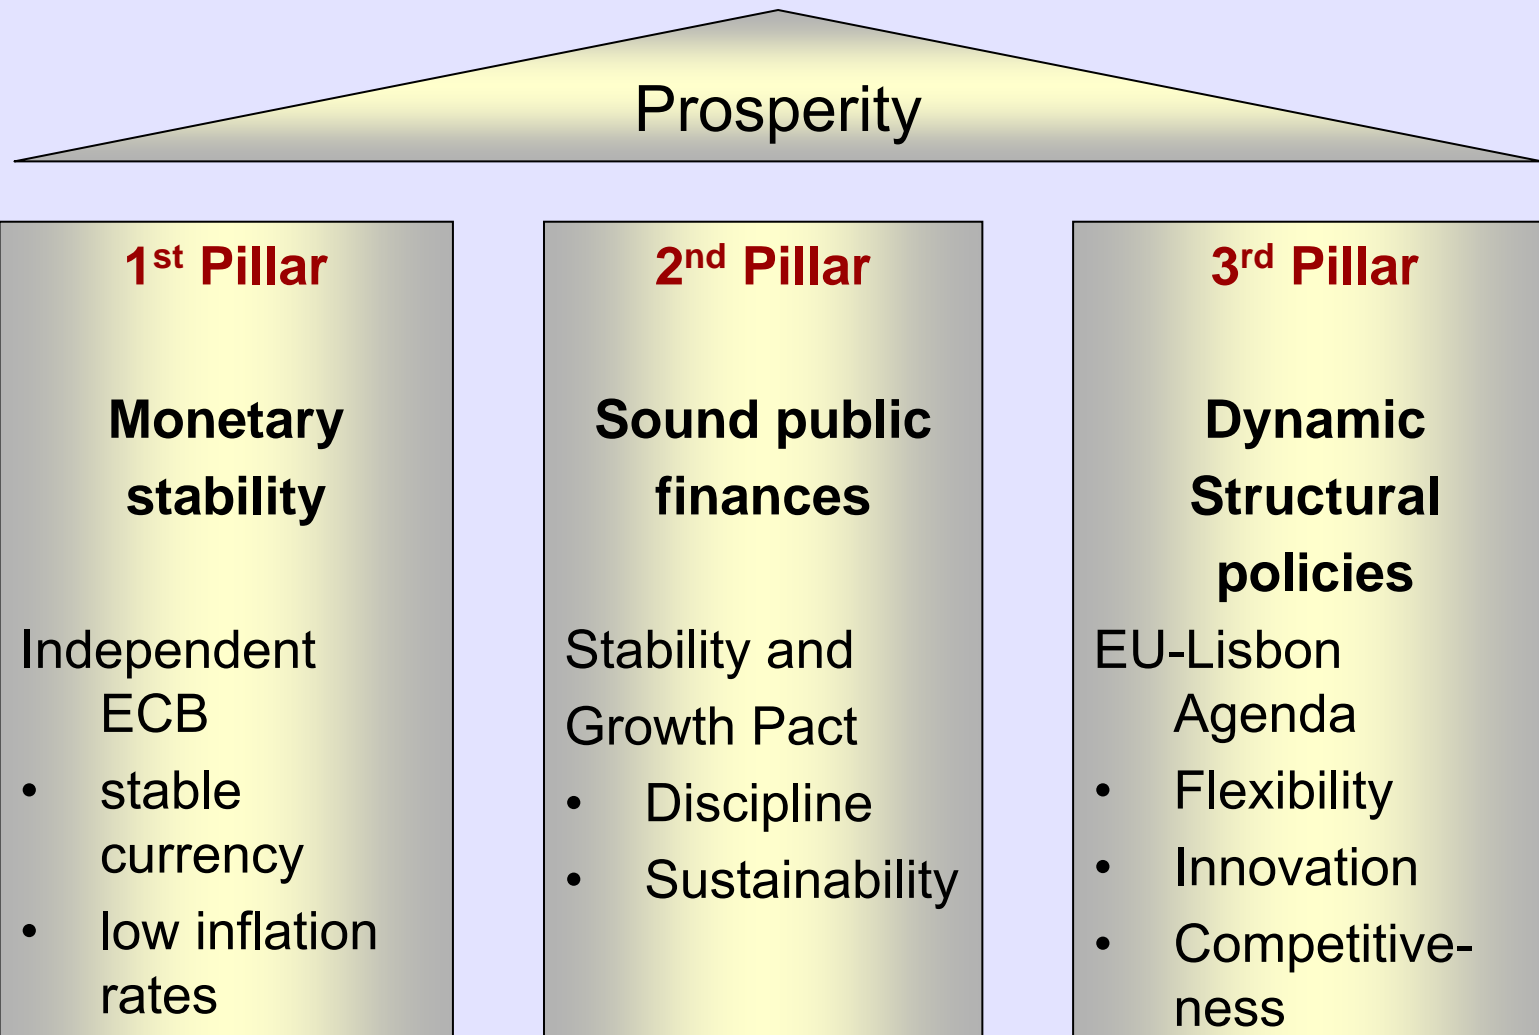 Prosperity
1st Pillar
Monetary
stability
Independent
ECB
• stable
currency
• low inflation
rates
2nd Pillar
Sound public
finances
Stability and
Growth Pact
• Discipline
• Sustainability
3rd Pillar
Dynamic
Structural
policies
EU-Lisbon
Agenda
• Flexibility
• Innovation
• Competitive-
ness